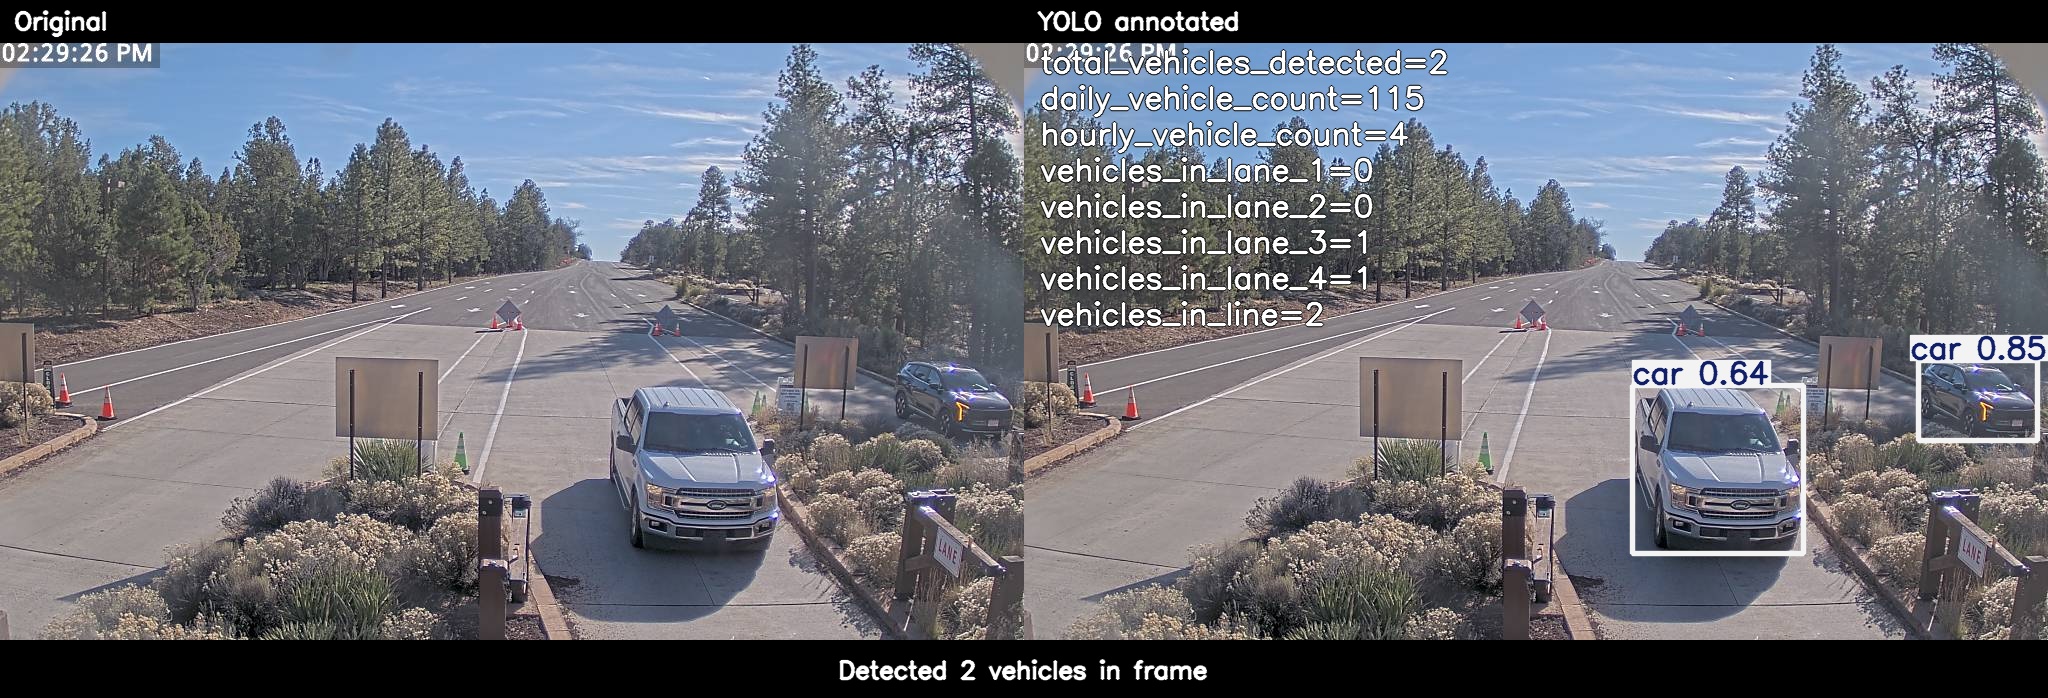 Original
02:29:26 PM
LANE
YOLO annotated
02:29:26 PM
total_vehicles_detected=2
daily_vehicle_count=115
hourly_vehicle_count=4
vehicles_in_lane_1=0
vehicles_in_lane_2=0
vehicles_in_lane_3=1
vehicles_in_lane_4=1
vehicles_in_line=2
car 0.64
car 0.85
LANE
Detected 2 vehicles in frame